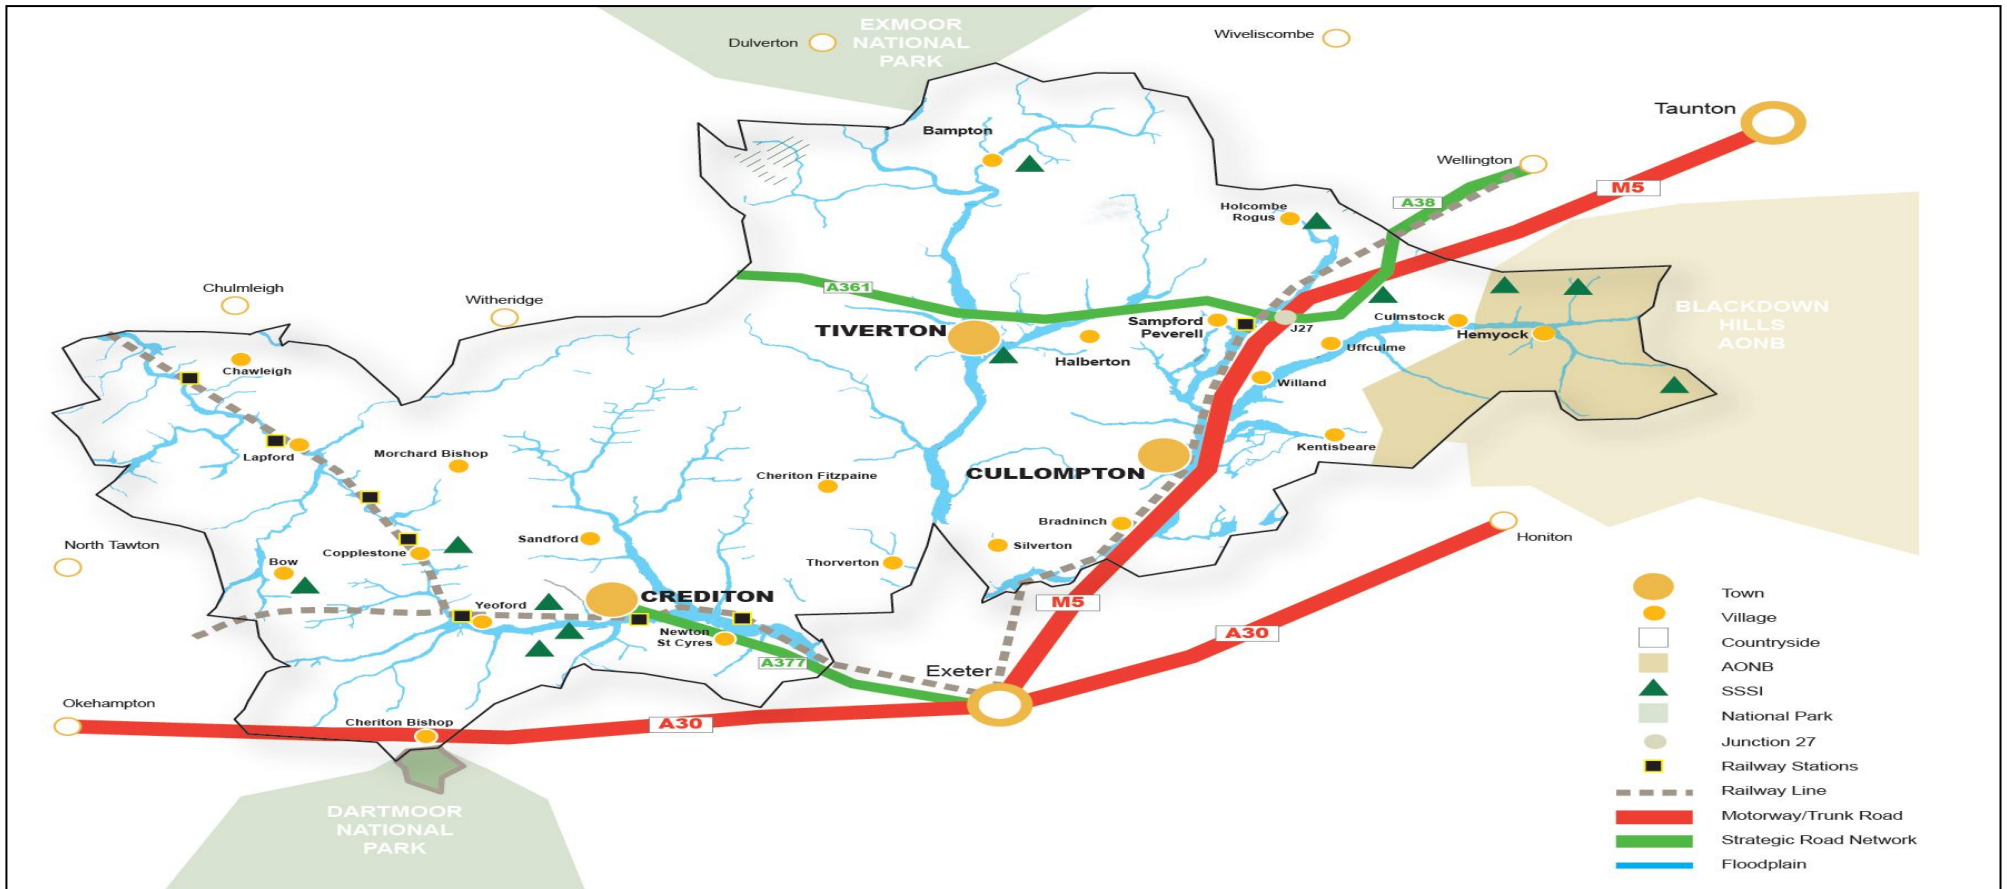 EXMOOR
NATIONAL
PARK
Dulverton
Wiveliscombe
Taunton
Bampton
Wellington
M5
A38
Holcombe
Rogus
Chulmleigh
Witheridge
A361
TIVERTON
Sampford
Peverell
J27
Culmstock
Hemyock
BLACKDOWN
HILLS
AONB
Halberton
Uffculme
Chawleigh
Willand
Lapford
Morchard Bishop
Kentisbeare
Cheriton Fitzpaine
CULLOMPTON
North Tawton
Bow
Copplestone
Sandford
Bradninch
Silverton
Thorverton
Honiton
Yeoford
CREDITON
M5
Newton
St Cyres
A377
A30
Exeter
Okehampton
Cheriton Bishop
A30
DARTMOOR
NATIONAL
PARK
Town
Village
Countryside
AONB
SSSI
National Park
Junction 27
Railway Stations
Railway Line
Motorway/Trunk Road
Strategic Road Network
Floodplain